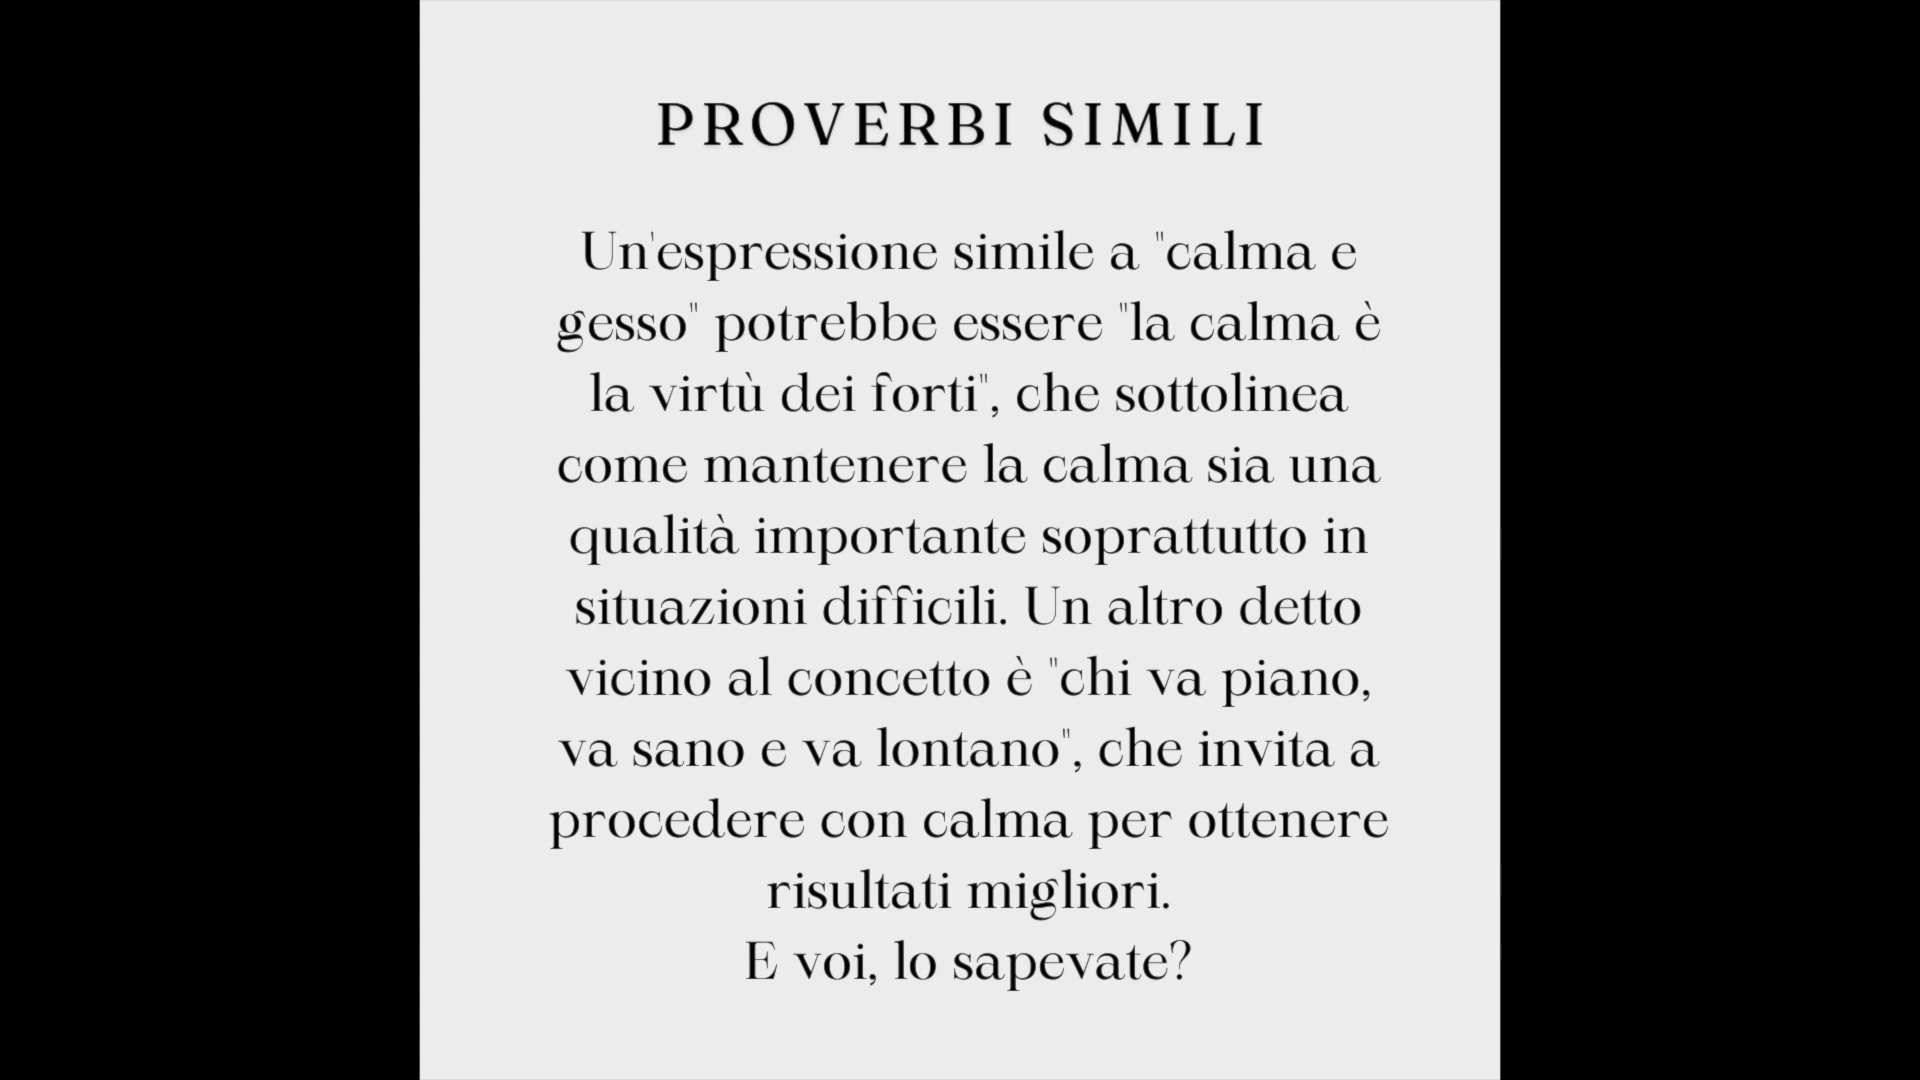 PROVERBI SIMILI
Un'espressione simile a "calma e
gesso" potrebbe essere "la calma è
la virtù dei forti", che sottolinea
come mantenere la calma sia una
qualità importante soprattutto in
situazioni difficili. Un altro detto
vicino al concetto è "chi va piano,
va sano e va lontano", che invita a
procedere con calma per ottenere
risultati migliori.
E voi, lo sapevate?